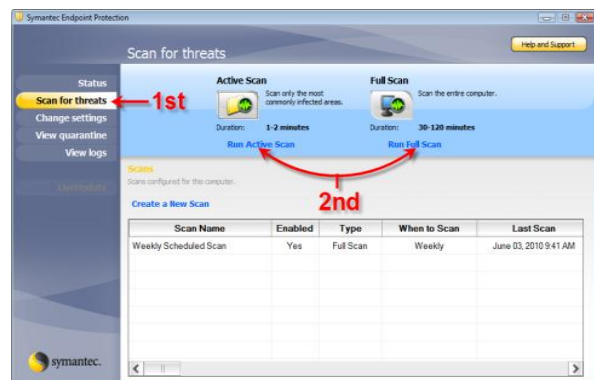 Symantec Endpoint Protection
Scan for threats
Help and Support
Status
Scan for threats
Change settings
View quarantine
View logs
LiveUpdate
1st
Active Scan
Scan only the most
commonly infected areas.
Duration: 1-2 minutes
Run Active Scan
Full Scan
Scan the entire computer.
Duration: 30-120 minutes
Run Full Scan
2nd
Scans
Scans configured for this computer.
Create a New Scan
Scan Name Enabled Type When to Scan Last Scan
Weekly Scheduled Scan Yes Full Scan Weekly June 03, 2010 9:41 AM
symantec.